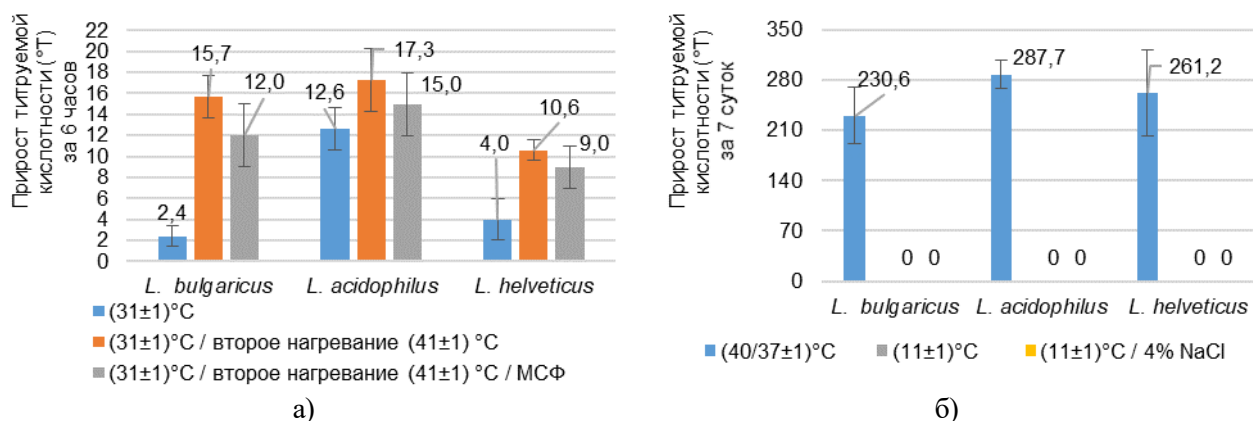 Прирост титруемой
кислотности (°Т)
за 6 часов
22
20
18
16
14
12
10
8
6
4
2
0
2,4
15,7
12,0
12,6
17,3
15,0
4,0
10,6
9,0
L. bulgaricus
L. acidophilus
L. helveticus
(31±1)°C
(31±1)°C / второе нагревание (41±1) °C
(31±1)°C / второе нагревание (41±1) °C / МСФ
а)
Прирост титруемой
кислотности (°Т)
за 7 суток
350
280
210
140
70
0
230,6
0 0
287,7
0 0
261,2
0 0
L. bulgaricus
L. acidophilus
L. helveticus
(40/37±1)°C
(11±1)°C
(11±1)°C / 4% NaCl
б)